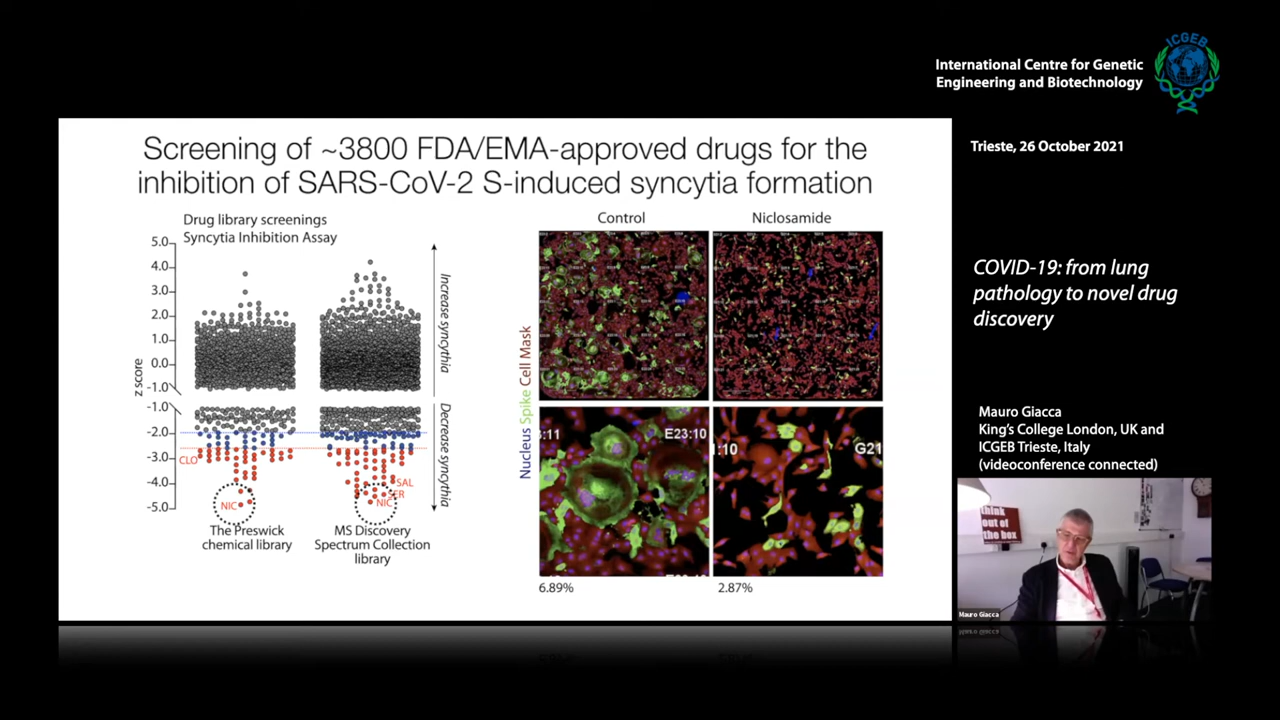 ICGEB
International Centre for Genetic
Engineering and Biotechnology
Trieste, 26 October 2021
Screening of ~3800 FDA/EMA-approved drugs for the
inhibition of SARS-CoV-2 S-induced syncytia formation
Drug library screenings
Syncytia Inhibition Assay
5.0
4.0
3.0
2.0
1.0
0.0
-1.0
-1.0
-2.0
-3.0
-4.0
-5.0
z score
Increase syncythia
Decrease syncythia
CLO
NIC
SAL
SER
NIC
The Preswick
chemical library
MS Discovery
Spectrum Collection
library
Control
Niclosamide
Nucleus Spike Cell Mask
:11
E23:10
1:10
G21
6.89%
2.87%
COVID-19: from lung
pathology to novel drug
discovery
Mauro Giacca
King's College London, UK and
ICGEB Trieste, Italy
(videoconference connected)
think
out of
the box
Mauro Giacca